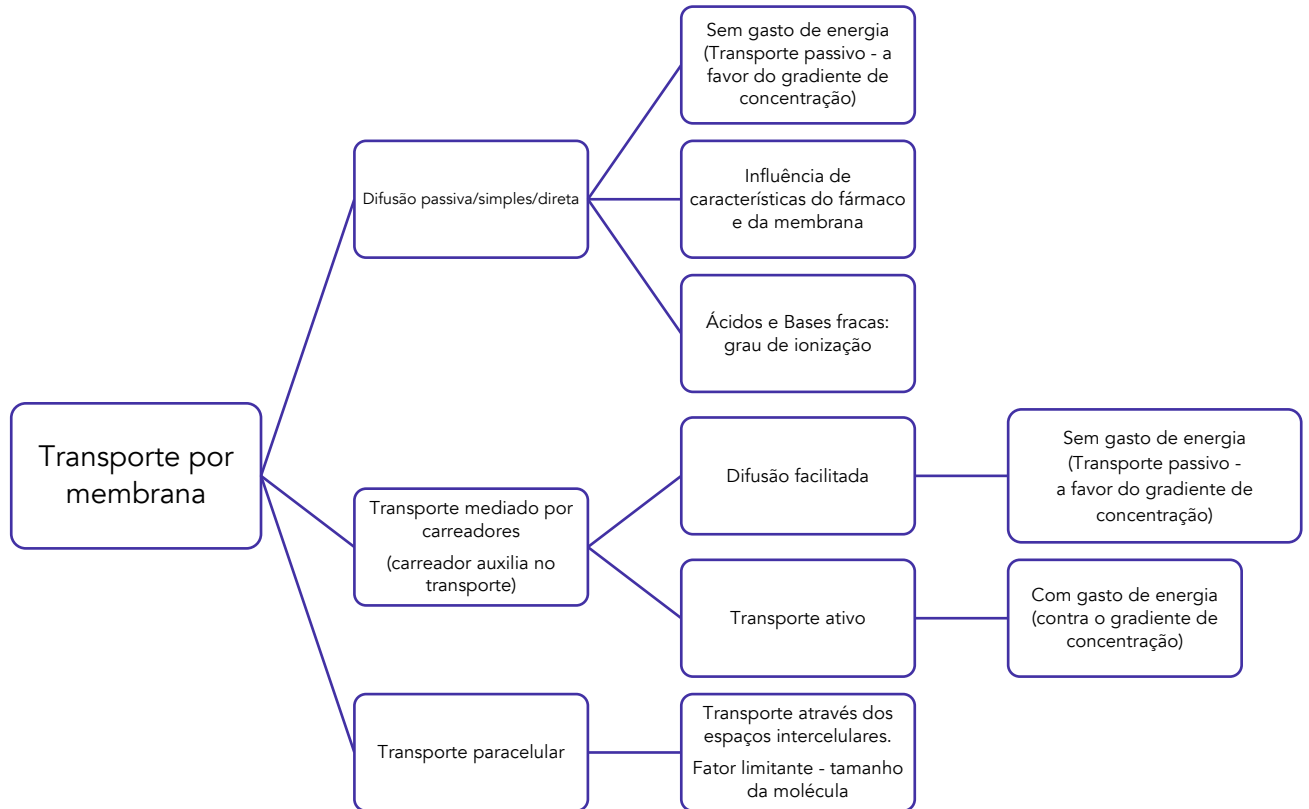 Transporte por
membrana
Difusão passiva/simples/direta
Sem gasto de energia
(Transporte passivo - a
favor do gradiente de
concentração)
Influência de
características do fármaco
e da membrana
Ácidos e Bases fracas:
grau de ionização
Transporte mediado por
carreadores
(carreador auxilia no
transporte)
Difusão facilitada
Sem gasto de energia
(Transporte passivo -
a favor do gradiente de
concentração)
Transporte ativo
Com gasto de energia
(contra o gradiente de
concentração)
Transporte paracelular
Transporte através dos
espaços intercelulares.
Fator limitante - tamanho
da molécula